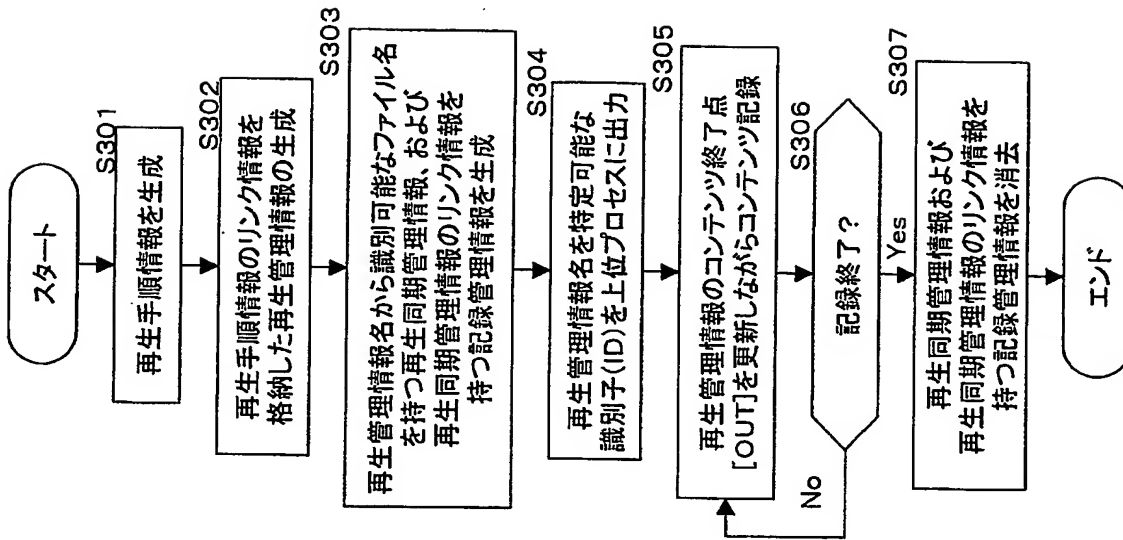 スタート
S301
再生手順情報を生成
S302
再生手順情報のリンク情報を
格納した再生管理情報の生成
S303
再生管理情報名から識別可能なファイル名
を持つ再生同期管理情報、および
再生同期管理情報のリンク情報を
持つ記録管理情報を生成
S304
再生管理情報名を特定可能な
識別子(ID)を上位プロセスに出力
S305
再生管理情報のコンテンツ終了点
[OUT]を更新しながらコンテンツ記録
S306
記録終了？
No
Yes
S307
再生同期管理情報および
再生同期管理情報のリンク情報を
持つ記録管理情報を消去
エンド